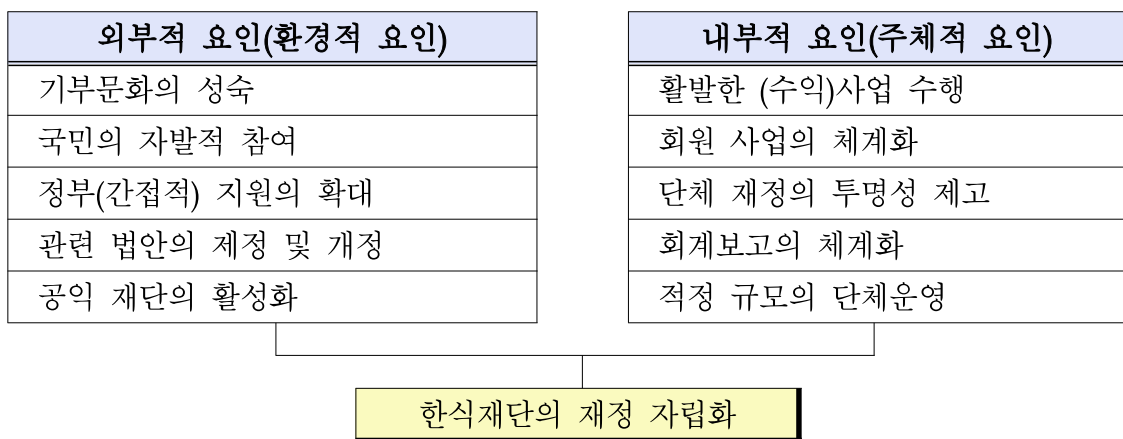 외부적 요인(환경적 요인)
기부문화의 성숙
국민의 자발적 참여
정부(간접적) 지원의 확대
관련 법안의 제정 및 개정
공익 재단의 활성화
내부적 요인(주체적 요인)
활발한 (수익)사업 수행
회원 사업의 체계화
단체 재정의 투명성 제고
회계보고의 체계화
적정 규모의 단체운영
한식재단의 재정 자립화